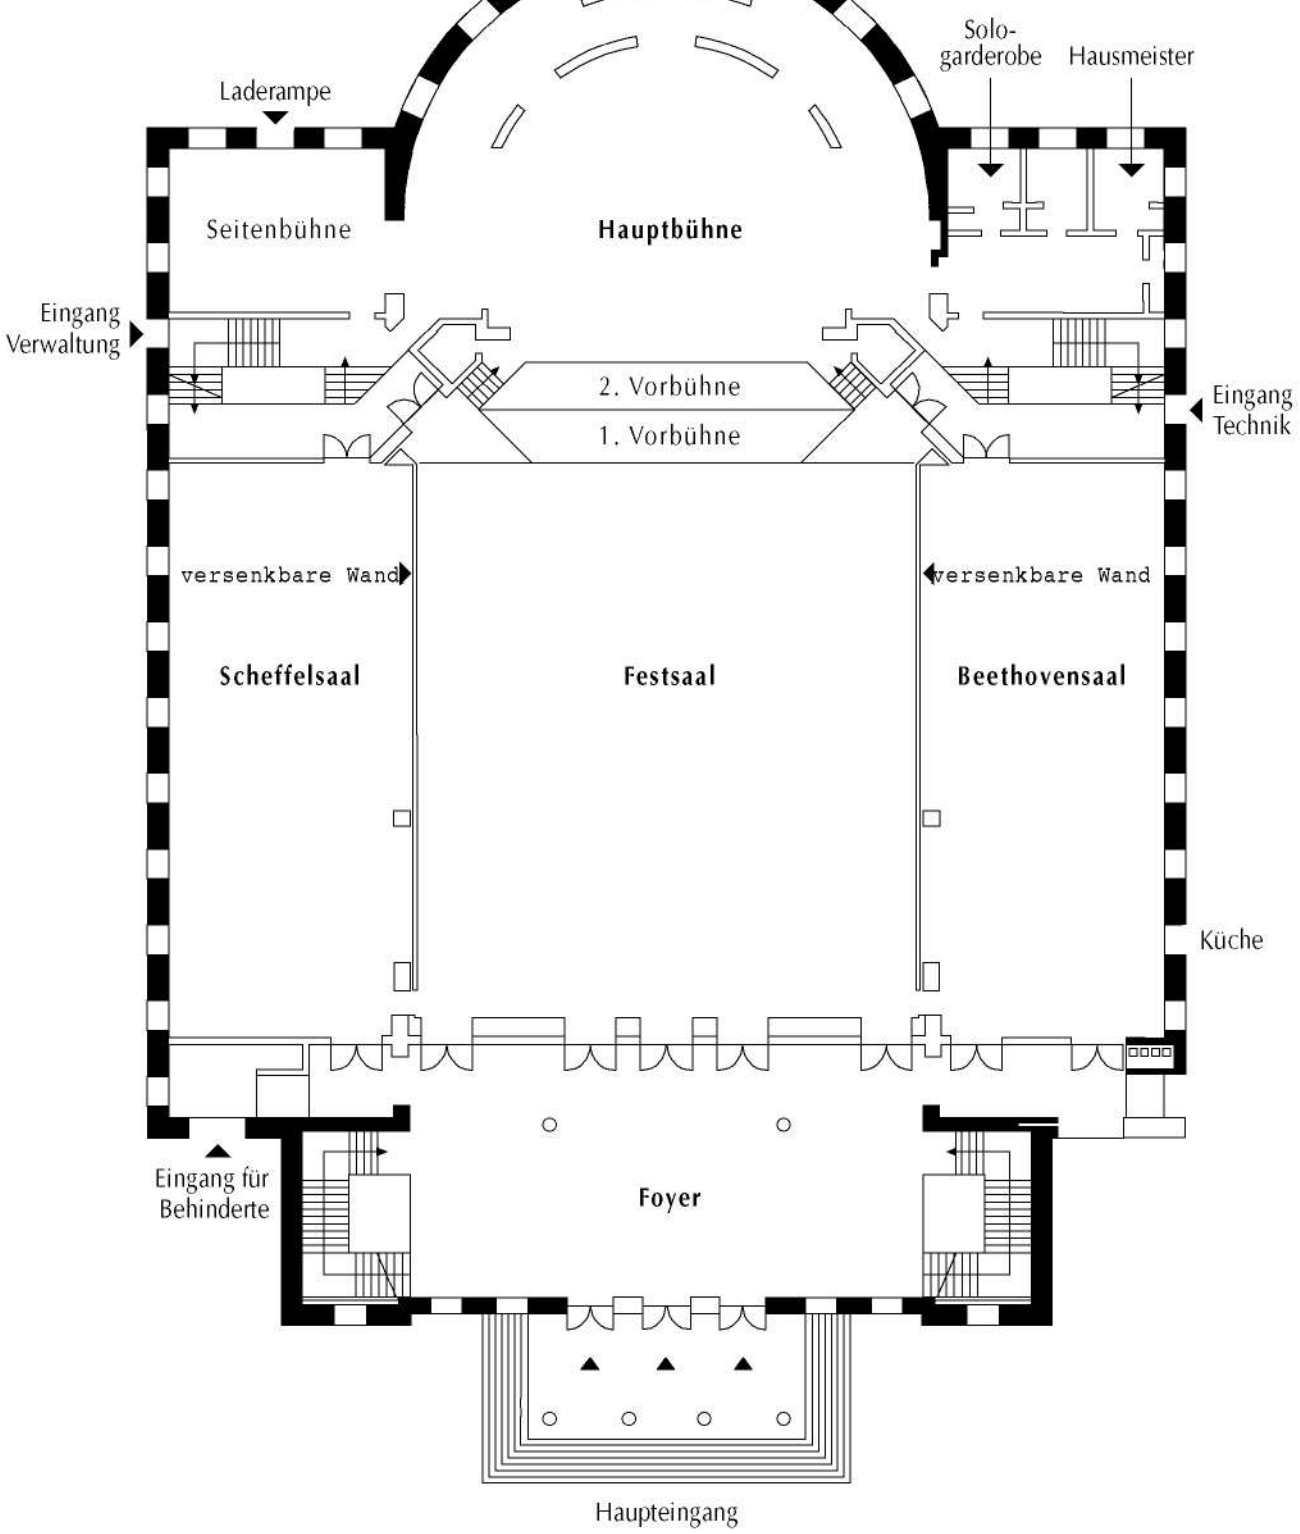 Solo-
garderobe
Hausmeister
Laderampe
Seitenbühne
Hauptbühne
Eingang
Verwaltung
2. Vorbühne
1. Vorbühne
Eingang
Technik
versenkbare Wand
versenkbare Wand
Scheffelsaal
Festsaal
Beethovensaal
Küche
Eingang für
Behinderte
Foyer
Haupteingang